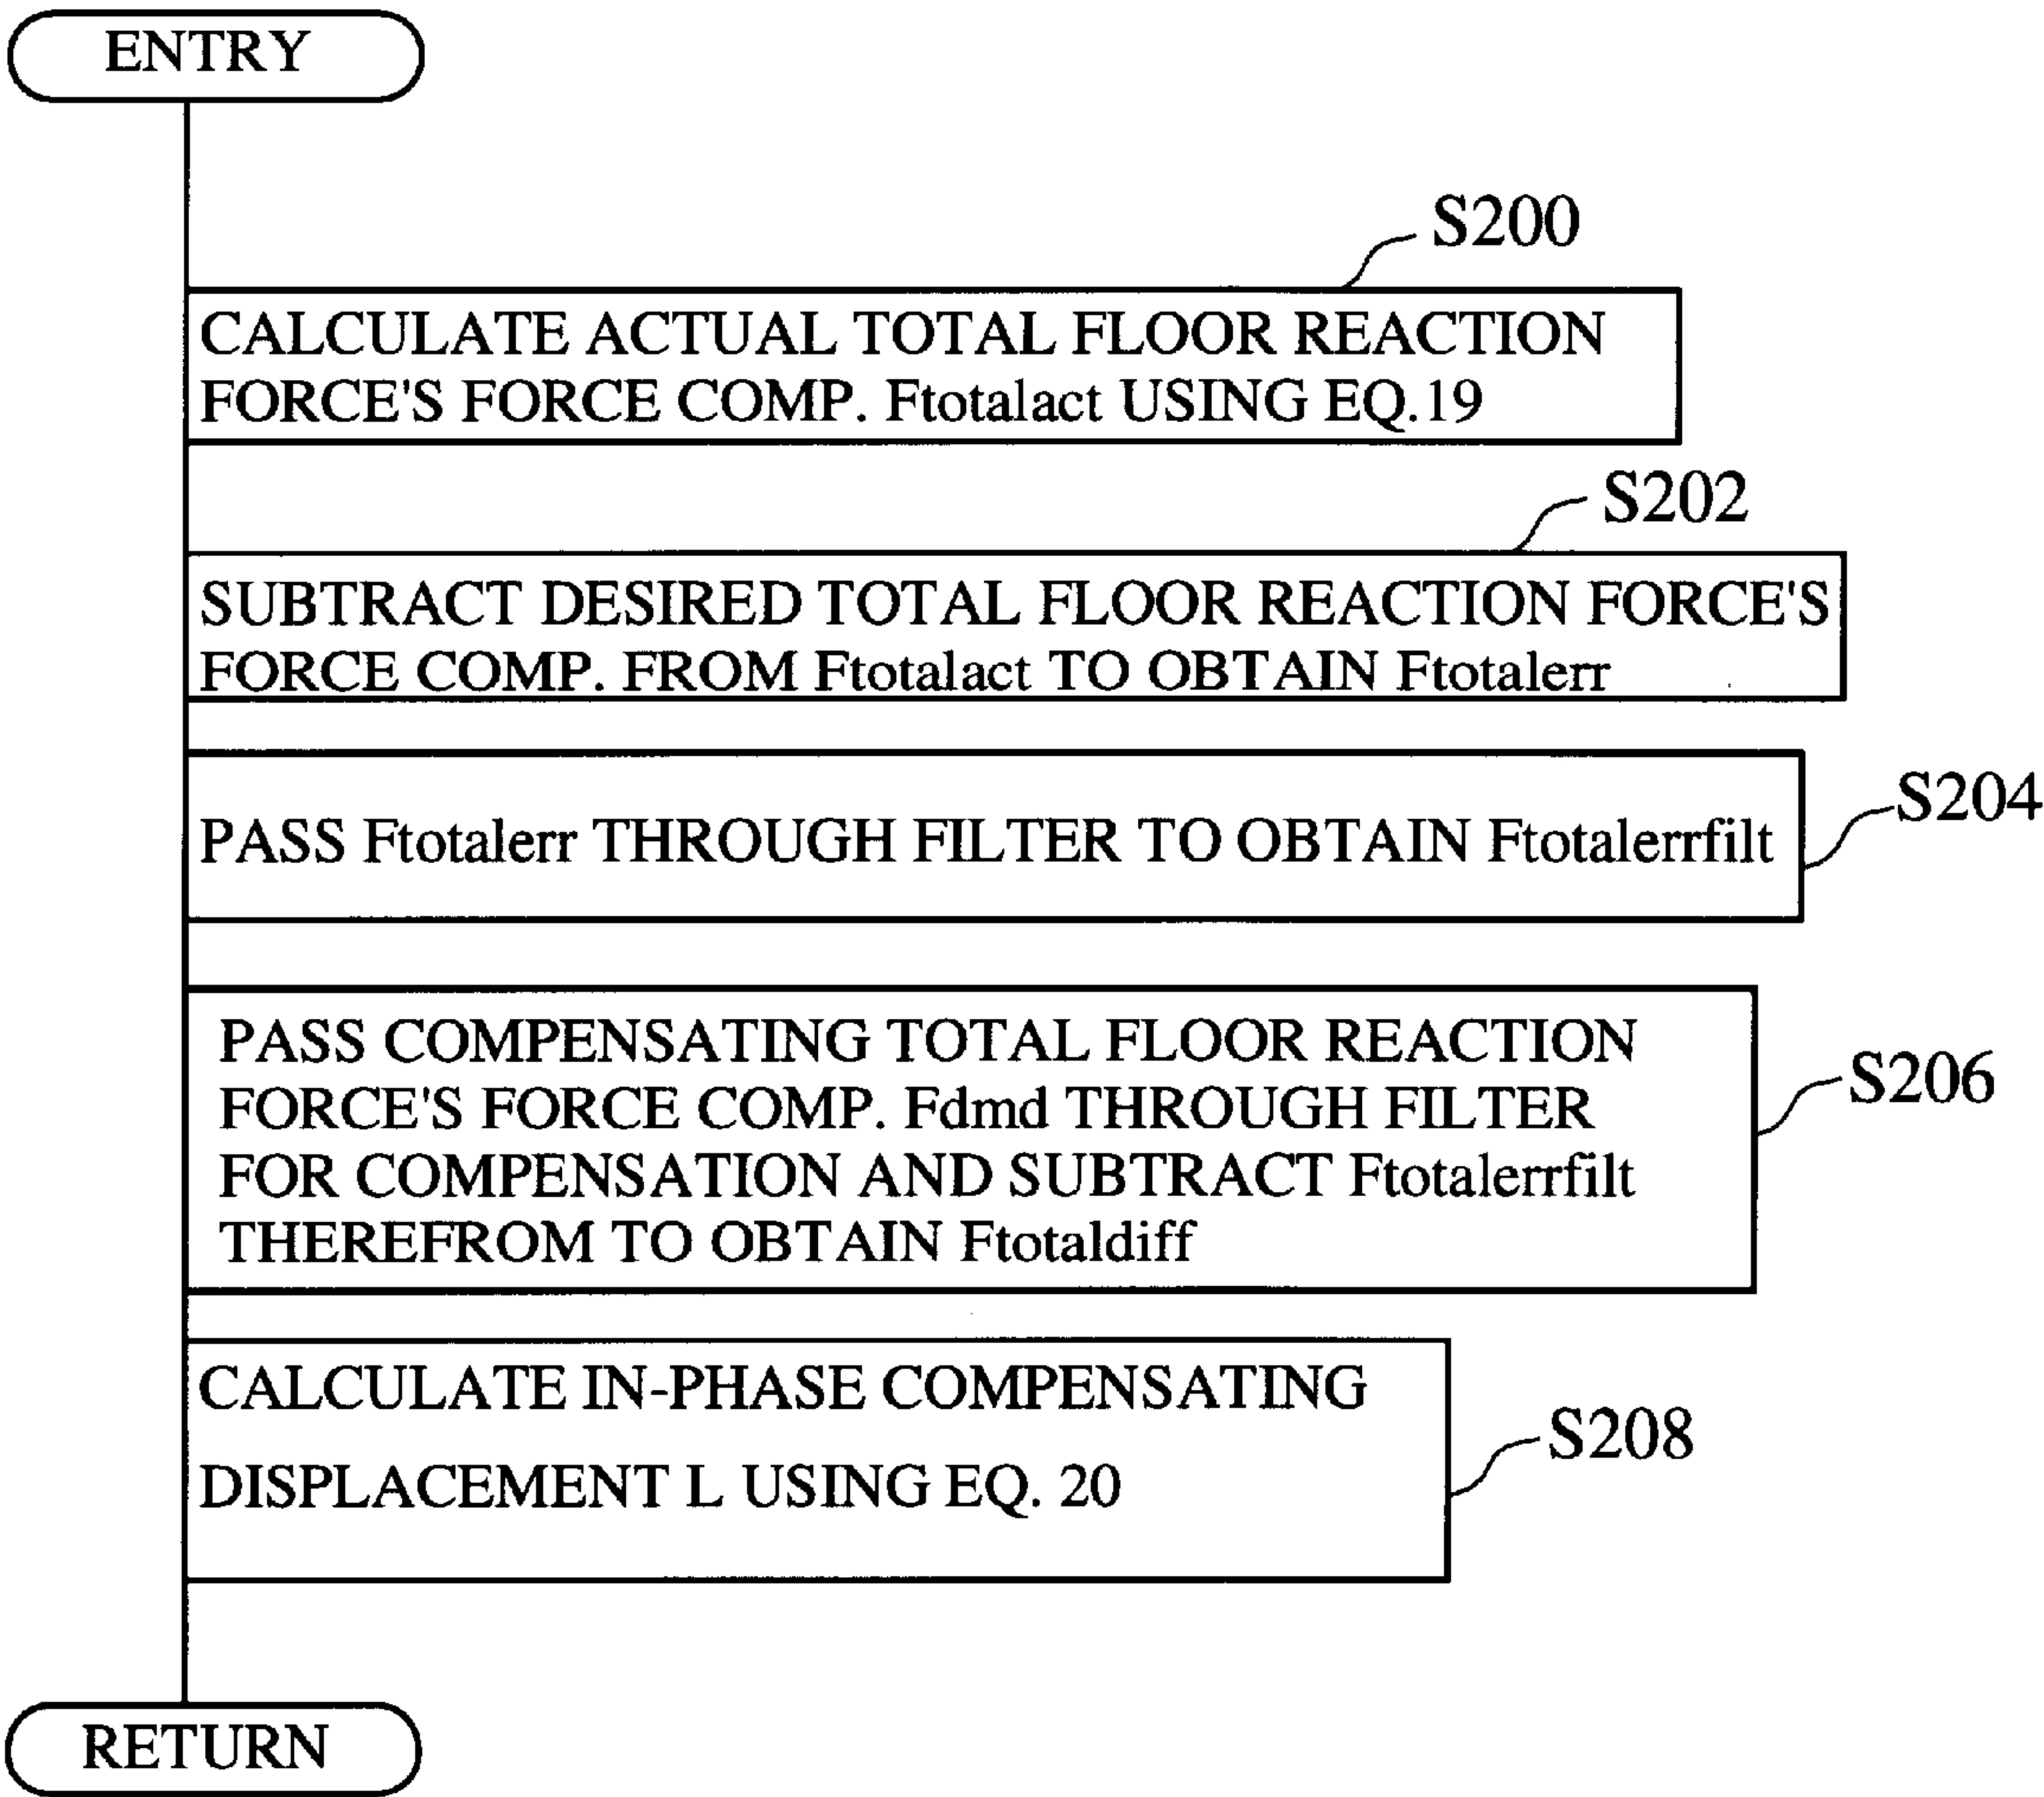 ENTRY
S200
CALCULATE ACTUAL TOTAL FLOOR REACTION
FORCE'S FORCE COMP. Ftotalact USING EQ.19
S202
SUBTRACT DESIRED TOTAL FLOOR REACTION FORCE'S
FORCE COMP. FROM Ftotalact TO OBTAIN Ftotalerr
S204
PASS Ftotalerr THROUGH FILTER TO OBTAIN Ftotalerrfilt
S206
PASS COMPENSATING TOTAL FLOOR REACTION
FORCE'S FORCE COMP. Fdmd THROUGH FILTER
FOR COMPENSATION AND SUBTRACT Ftotalerrfilt
THEREFROM TO OBTAIN Ftotaldiff
S208
CALCULATE IN-PHASE COMPENSATING
DISPLACEMENT L USING EQ. 20
RETURN